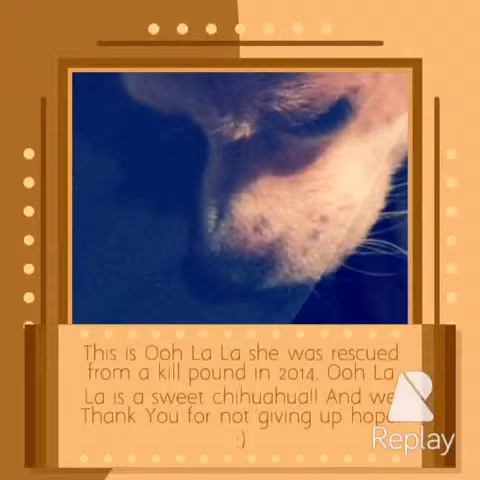 This is Ooh La La she was rescued
from a kill pound in 2014. Ooh La
La is a sweet chihuahua!! And we
Thank You for not giving up hope.
:)
Replay